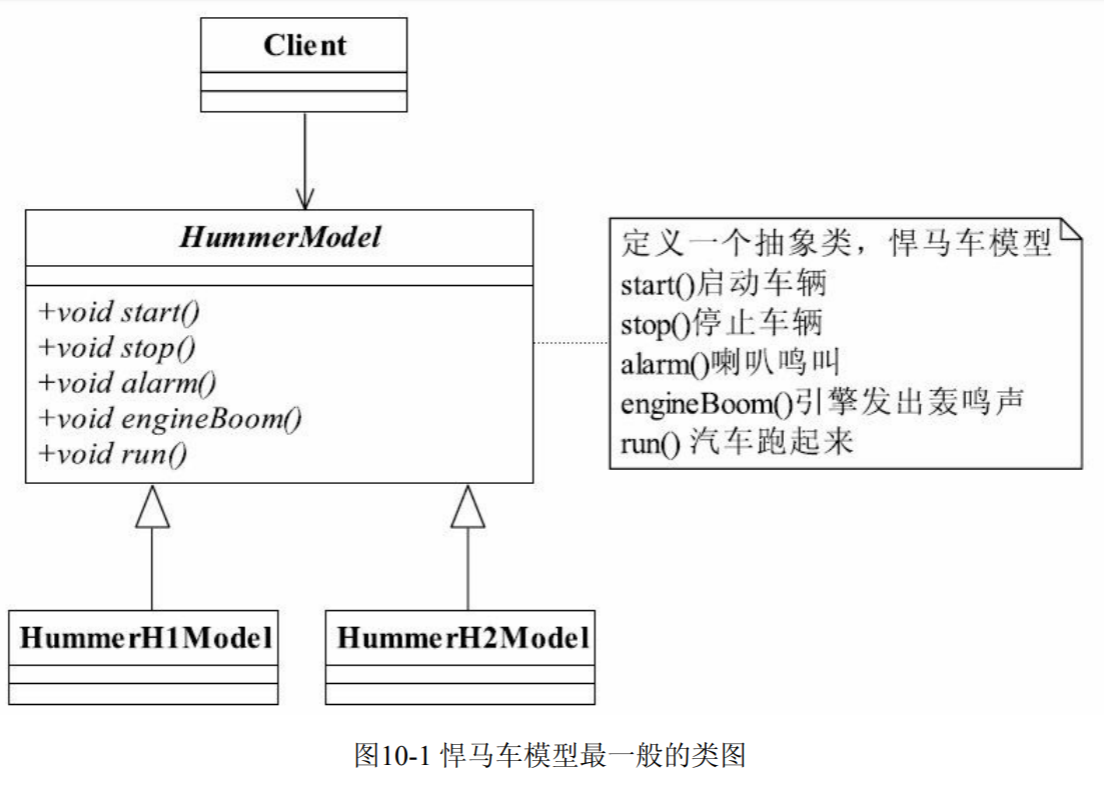 Client
HummerModel
+void start()
+void stop()
+void alarm()
+void engineBoom()
+void run()
定义一个抽象类，悍马车模型
start()启动车辆
stop()停止车辆
alarm()喇叭鸣叫
engineBoom()引擎发出轰鸣声
run() 汽车跑起来
HummerH1Model
HummerH2Model
图10-1 悍马车模型最一般的类图